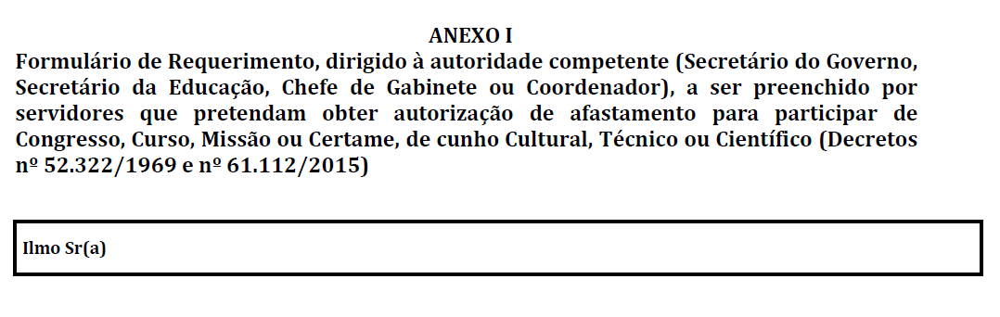 ANEXO I
Formulário de Requerimento, dirigido à autoridade competente (Secretário do Governo,
Secretário da Educação, Chefe de Gabinete ou Coordenador), a ser preenchido por
servidores que pretendam obter autorização de afastamento para participar de
Congresso, Curso, Missão ou Certame, de cunho Cultural, Técnico ou Científico (Decretos
nº 52.322/1969 e nº 61.112/2015)
Ilmo Sr(a)